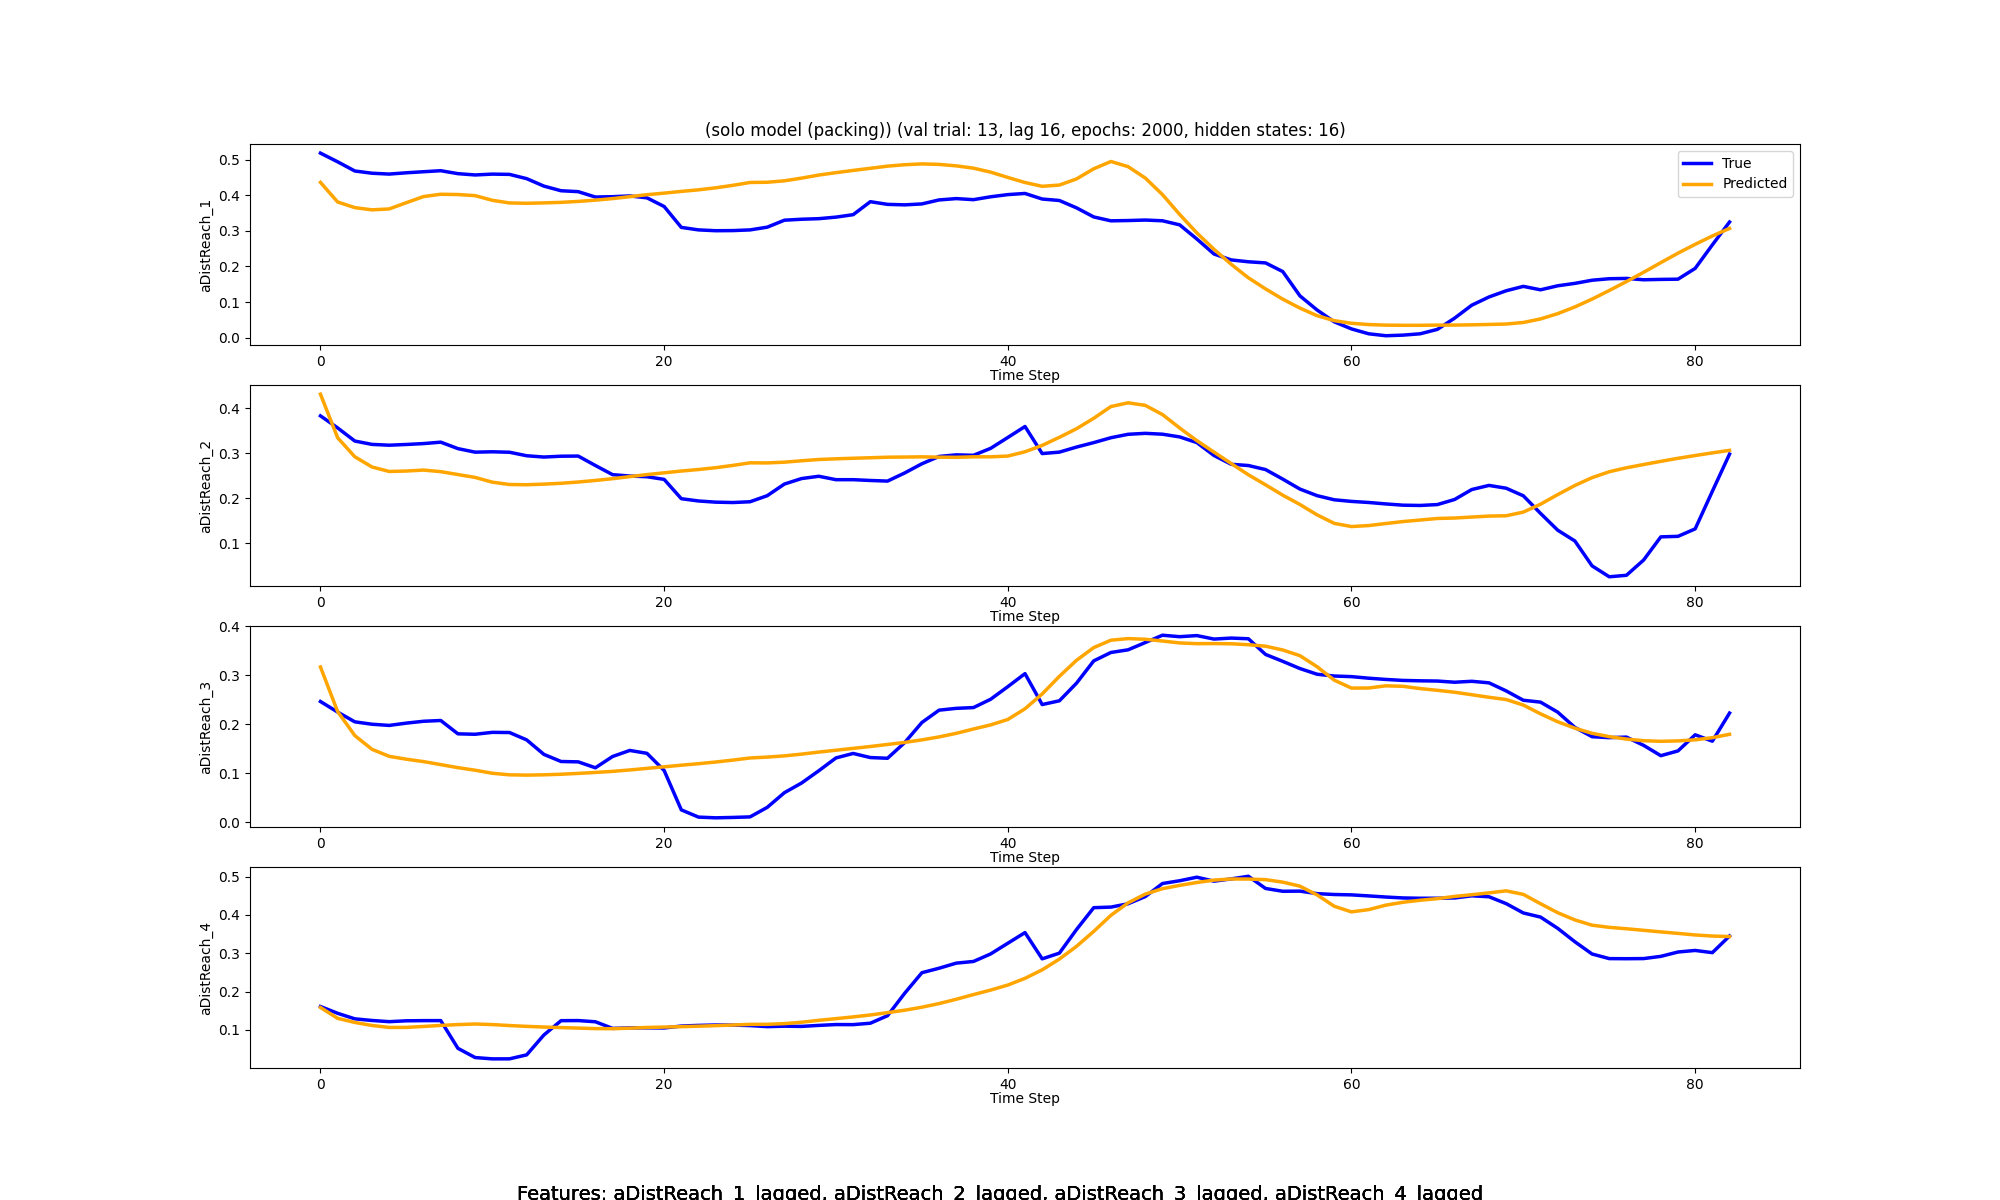 (solo model (packing)) (val trial: 13, lag 16, epochs: 2000, hidden states: 16)
True
Predicted
aDistReach_1
0.5
0.4
0.3
0.2
0.1
0.0
0 20 40 60 80
Time Step
aDistReach_2
0.4
0.3
0.2
0.1
0 20 40 60 80
Time Step
aDistReach_3
0.4
0.3
0.2
0.1
0.0
0 20 40 60 80
Time Step
aDistReach_4
0.5
0.4
0.3
0.2
0.1
0 20 40 60 80
Time Step
Features: aDistReach_1_lagged, aDistReach_2_lagged, aDistReach_3_lagged, aDistReach_4_lagged